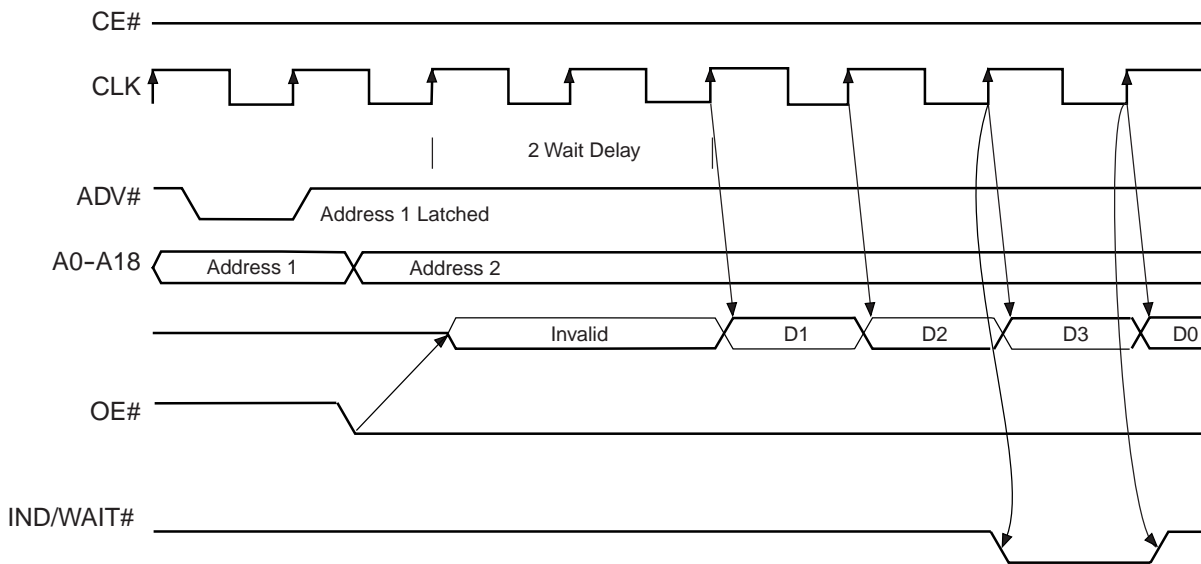 CE#
CLK
2 Wait Delay
ADV#
Address 1 Latched
A0-A18
Address 1
Address 2
Invalid
D1
D2
D3
D0
OE#
IND/WAIT#